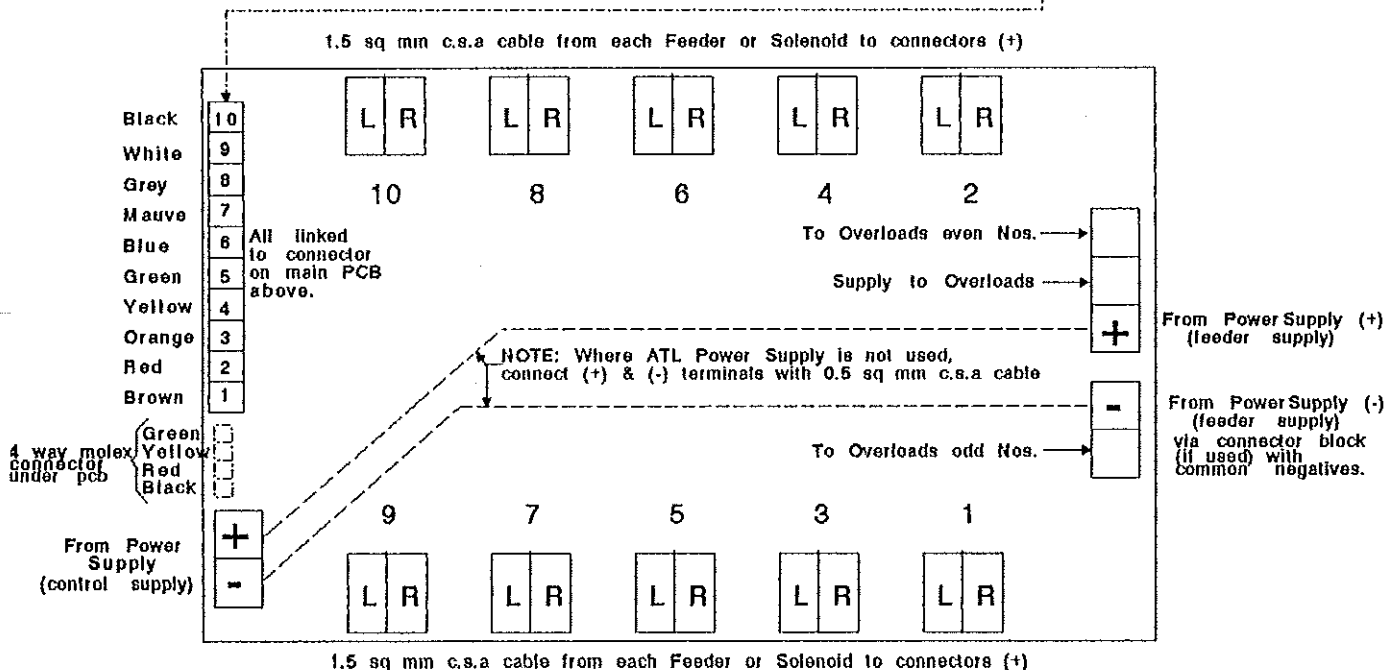 1.5 sq mm c.s.a cable from each Feeder or Solenoid to connectors (+)
Black 10
White 9
Grey 8
Mauve 7
Blue 6
Green 5
Yellow 4
Orange 3
Red 2
Brown 1
All linked
to connector
on main PCB
above.
L R
L R
L R
L R
L R
10 8 6 4 2
To Overloads even Nos.
Supply to Overloads
+
From Power Supply (+)
(feeder supply)
NOTE: Where ATL Power Supply is not used,
connect (+) & (-) terminals with 0.5 sq mm c.s.a cable
-
From Power Supply (-)
(feeder supply)
via connector block
(if used) with
common negatives.
To Overloads odd Nos.
4 way molex
connector
under pcb
Green
Yellow
Red
Black
+
-
From Power
Supply
(control supply)
9 7 5 3 1
L R
L R
L R
L R
L R
1.5 sq mm c.s.a cable from each Feeder or Solenoid to connectors (+)